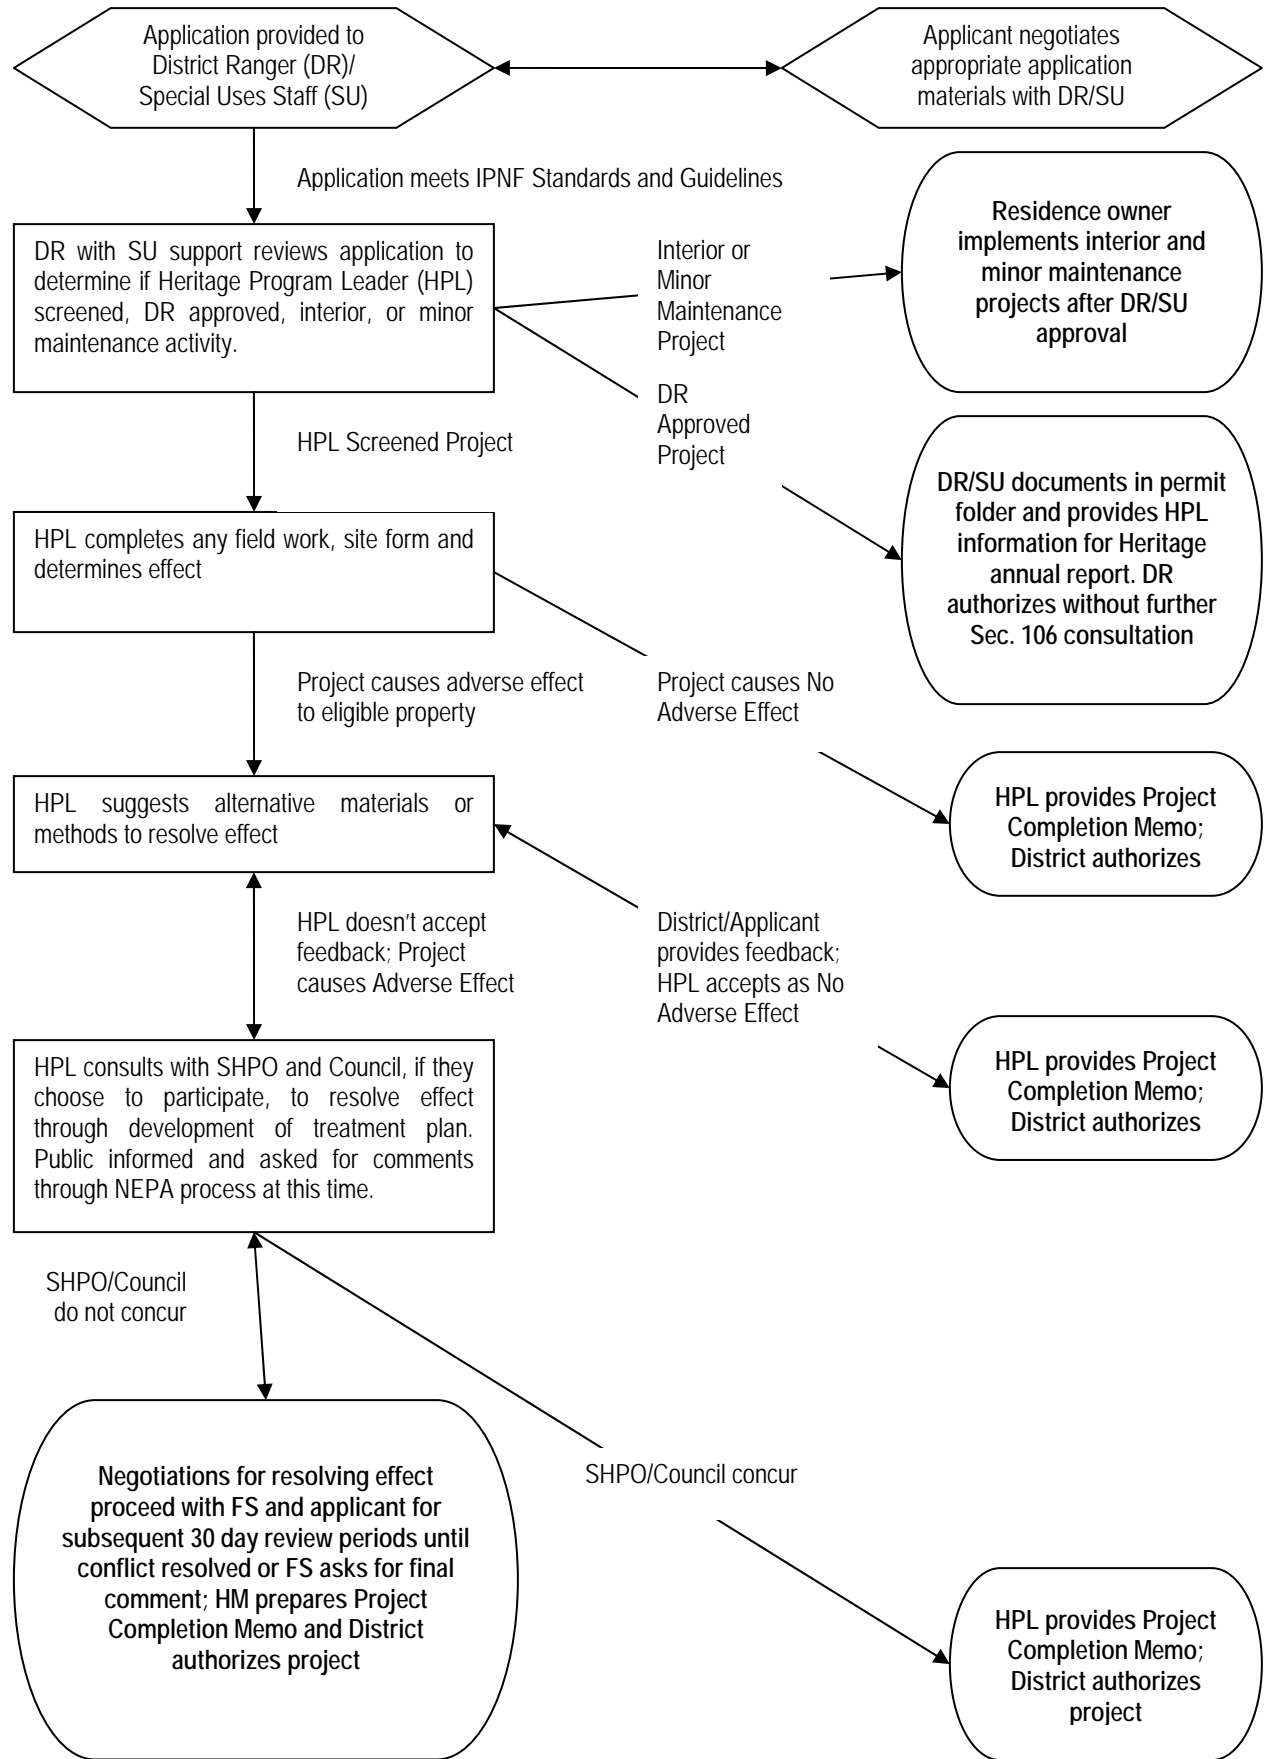 Application provided to
District Ranger (DR)/
Special Uses Staff (SU)
Applicant negotiates
appropriate application
materials with DR/SU
Application meets IPNF Standards and Guidelines
DR with SU support reviews application to
determine if Heritage Program Leader (HPL)
screened, DR approved, interior, or minor
maintenance activity.
Interior or
Minor
Maintenance
Project
Residence owner
implements interior and
minor maintenance
projects after DR/SU
approval
DR
Approved
Project
HPL Screened Project
DR/SU documents in permit
folder and provides HPL
information for Heritage
annual report. DR
authorizes without further
Sec. 106 consultation
HPL completes any field work, site form and
determines effect
Project causes adverse effect
to eligible property
Project causes No
Adverse Effect
HPL provides Project
Completion Memo;
District authorizes
HPL suggests alternative materials or
methods to resolve effect
HPL doesn't accept
feedback; Project
causes Adverse Effect
District/Applicant
provides feedback;
HPL accepts as No
Adverse Effect
HPL provides Project
Completion Memo;
District authorizes
HPL consults with SHPO and Council, if they
choose to participate, to resolve effect
through development of treatment plan.
Public informed and asked for comments
through NEPA process at this time.
SHPO/Council
do not concur
SHPO/Council concur
Negotiations for resolving effect
proceed with FS and applicant for
subsequent 30 day review periods until
conflict resolved or FS asks for final
comment; HM prepares Project
Completion Memo and District
authorizes project
HPL provides Project
Completion Memo;
District authorizes
project